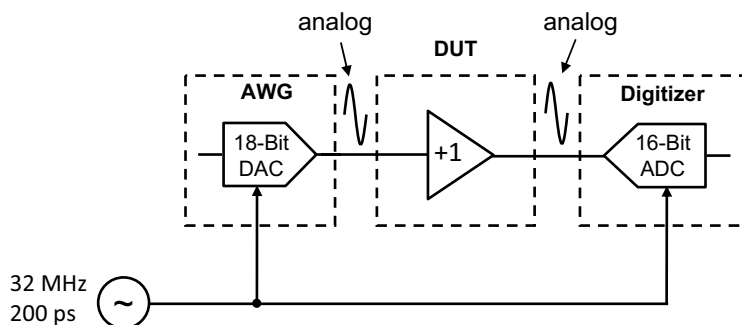 analog
DUT
analog
AWG
Digitizer
18-Bit
DAC
+1
16-Bit
ADC
32 MHz
200 ps
~